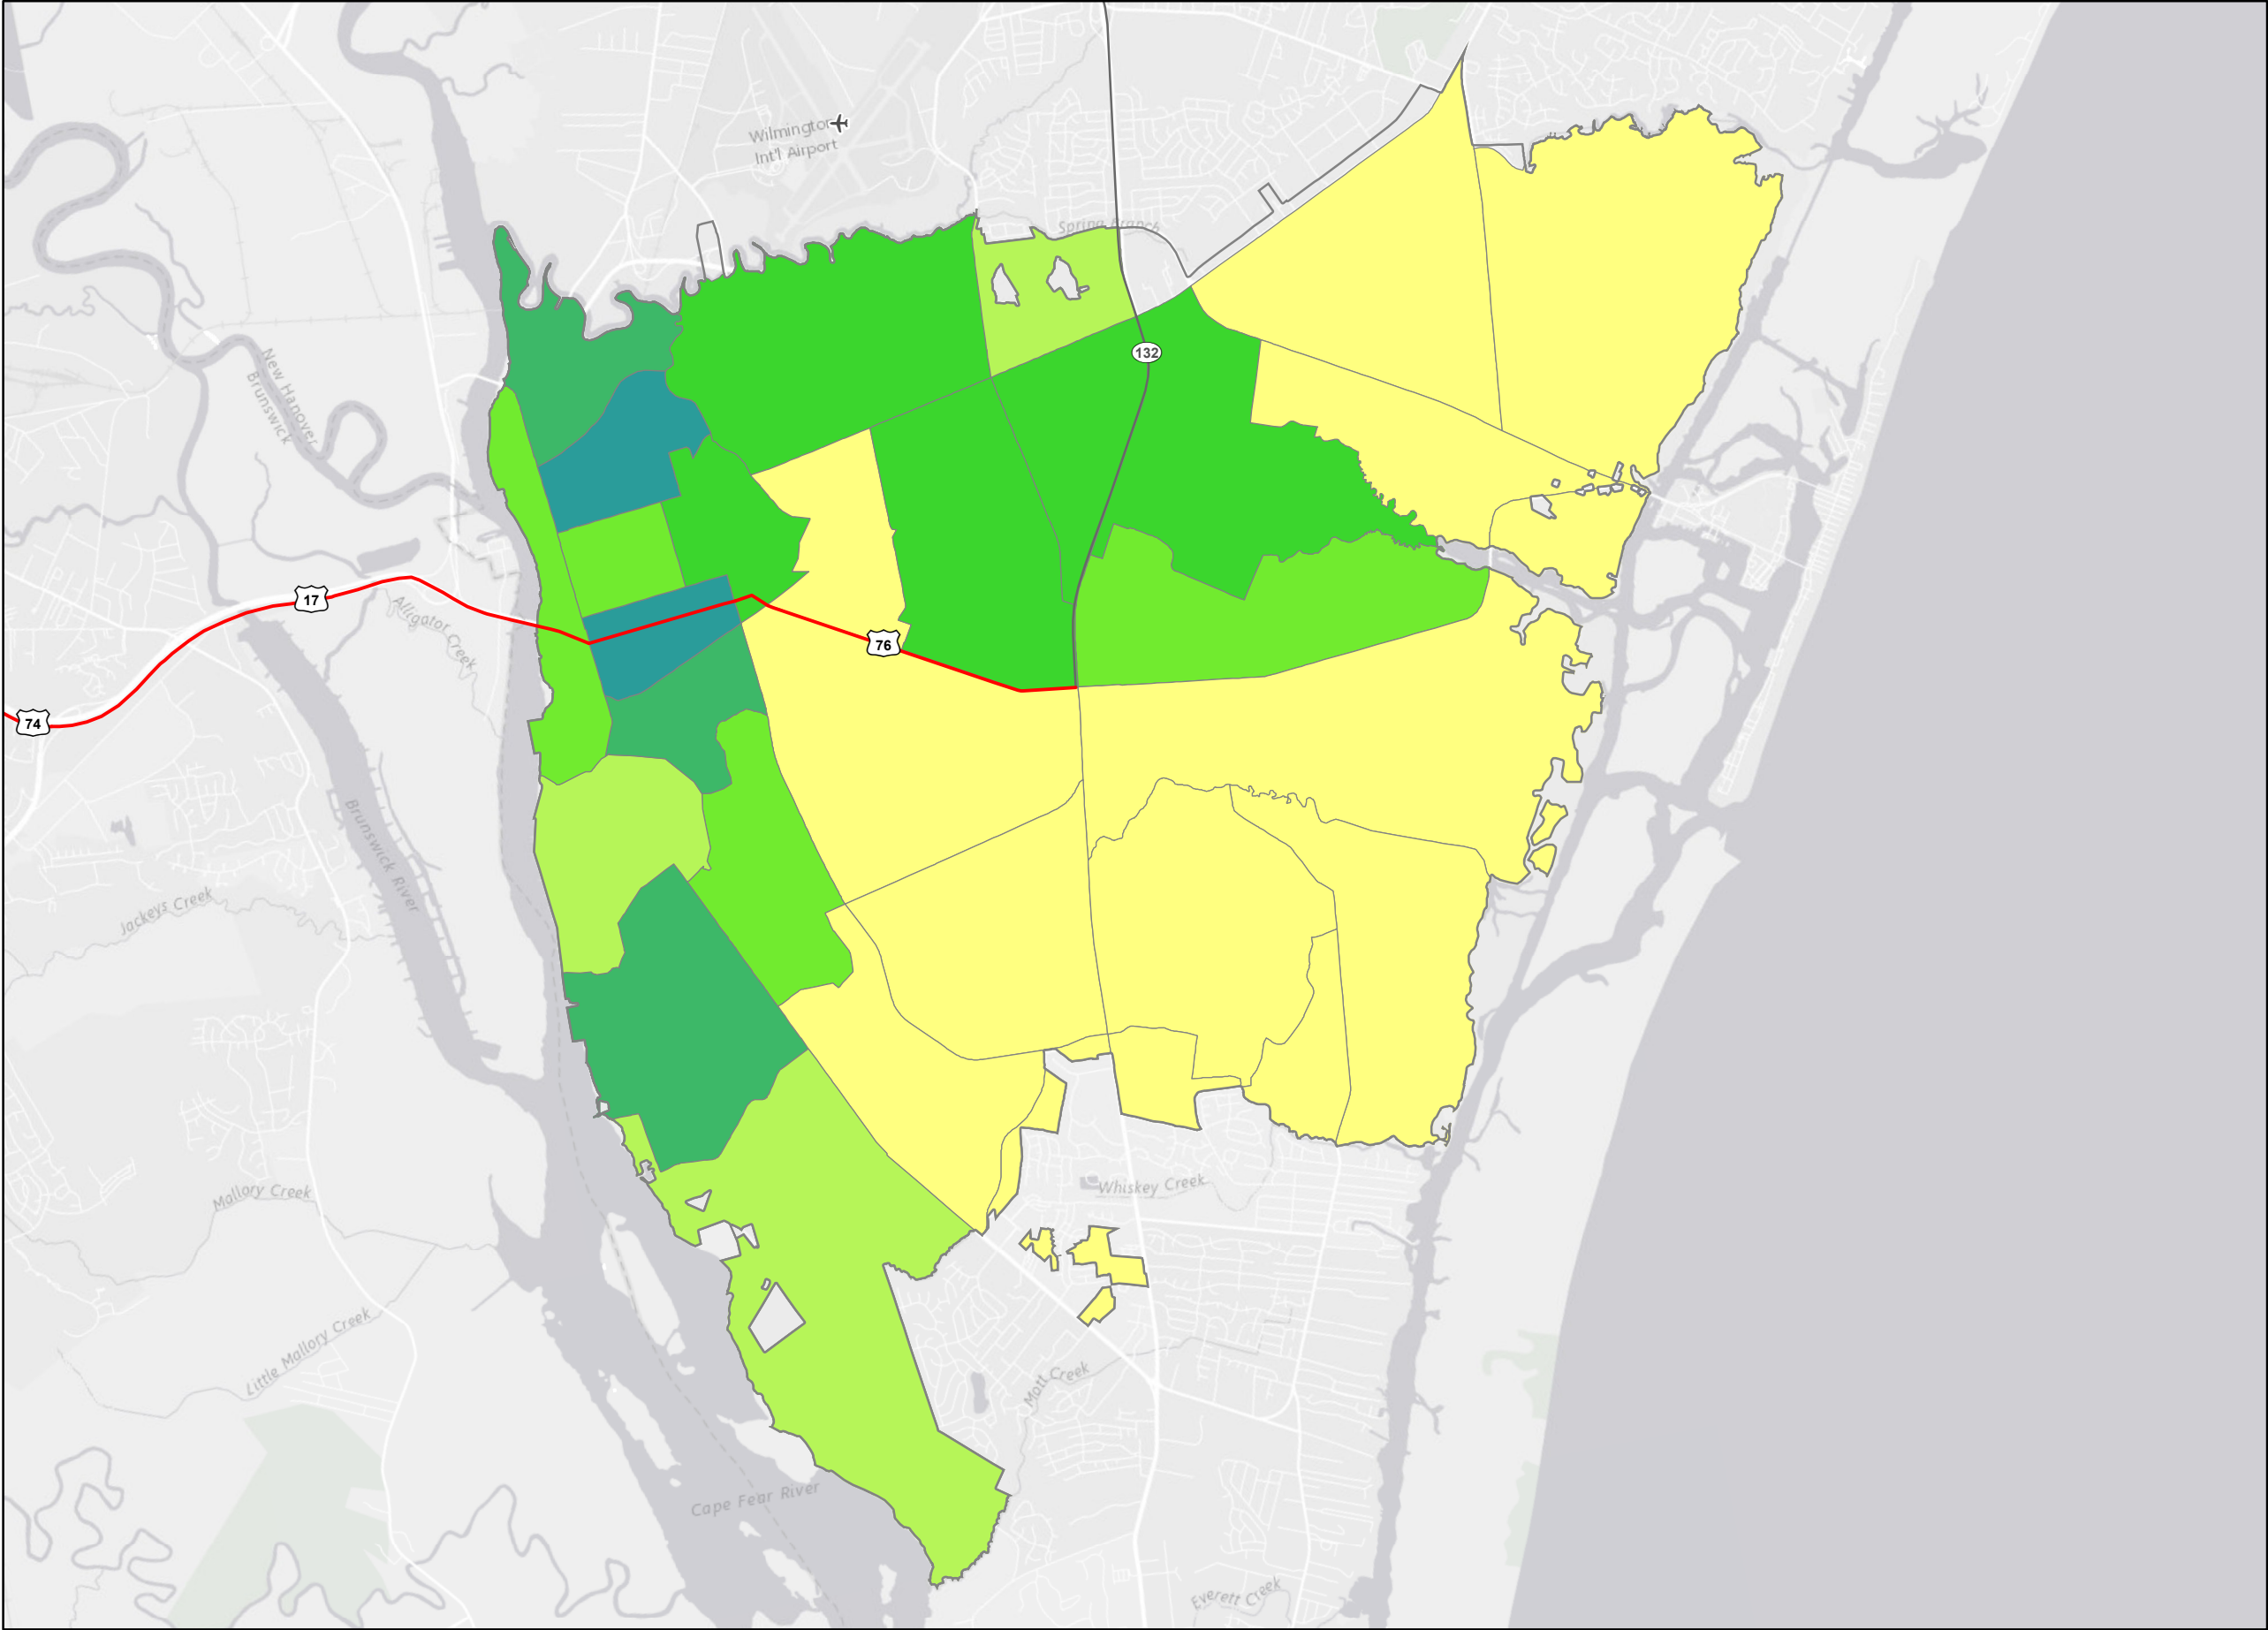 Wilmington
Int'l Airport
Spring Branch
132
New Hanover
Brunswick
17
Alligator Creek
76
74
Brunswick River
Jackeys Creek
Whiskey Creek
Mallory Creek
Little Mallory Creek
Mott Creek
Cape Fear River
Everett Creek